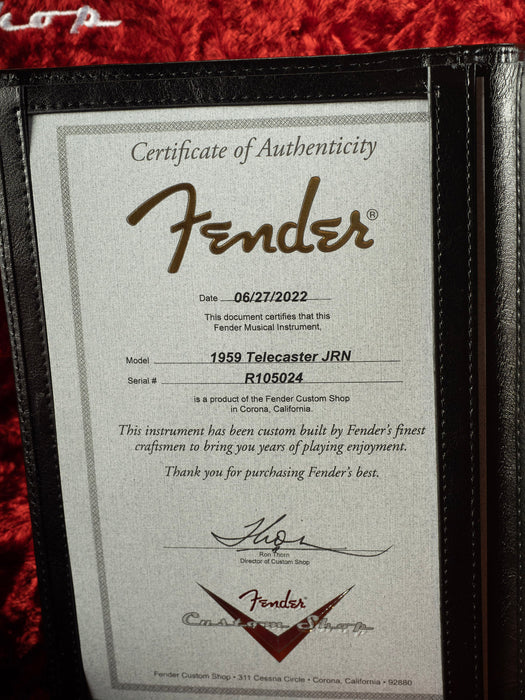 Shop
Certificate of Authenticity
Fender®
Date 06/27/2022
This document certifies that this
Fender Musical Instrument,
Model 1959 Telecaster JRN
Serial # R105024
is a product of the Fender Custom Shop
in Corona, California.
This instrument has been custom built by Fender's finest
craftsmen to bring you years of playing enjoyment.
Thank you for purchasing Fender's best.
Ron Thorn
Director of Custom Shop
Fender
Custom Shop
Fender Custom Shop • 311 Cessna Circle • Corona, California • 92880